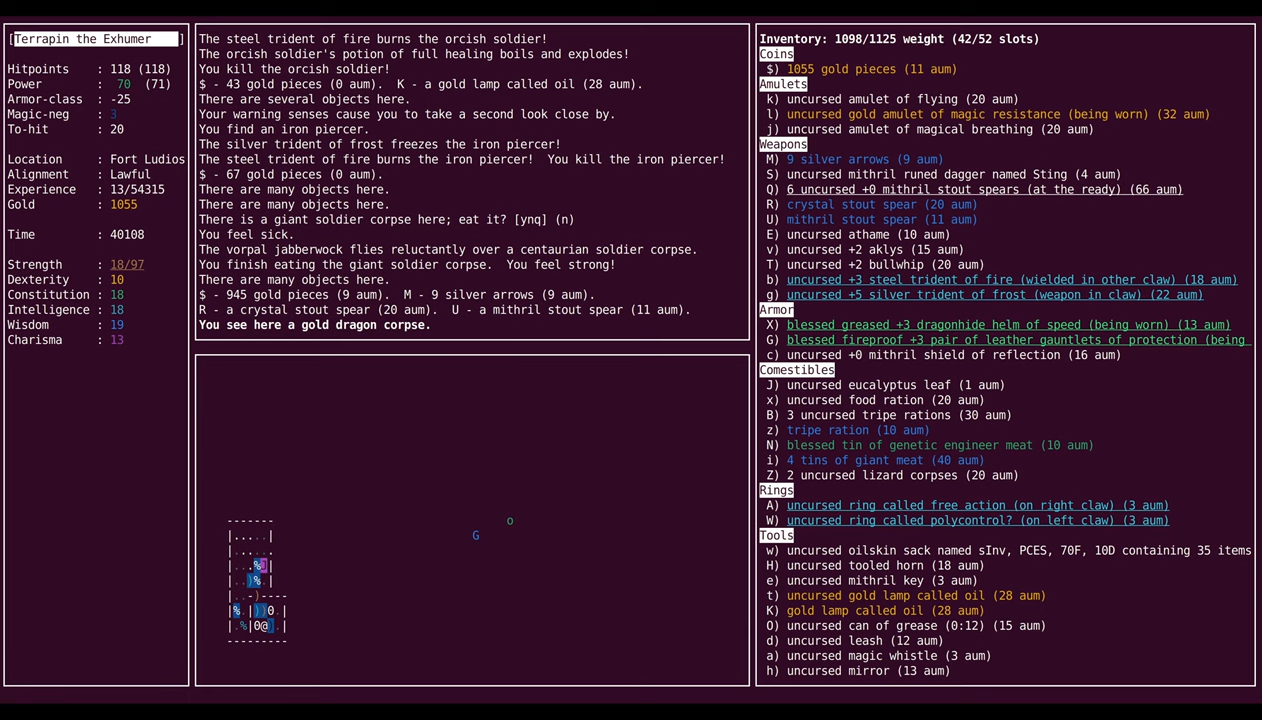 [Terrapin the Exhumer ]
Hitpoints : 118 (118)
Power : 70 (71)
Armor-class : -25
Magic-neg : 3
To-hit : 20
Location : Fort Ludios
Alignment : Lawful
Experience : 13/54315
Gold : 1055
Time : 40108
Strength : 18/97
Dexterity : 10
Constitution : 18
Intelligence : 18
Wisdom : 19
Charisma : 13
The steel trident of fire burns the orcish soldier!
The orcish soldier's potion of full healing boils and explodes!
You kill the orcish soldier!
$ - 43 gold pieces (0 aum).  K - a gold lamp called oil (28 aum).
There are several objects here.
Your warning senses cause you to take a second look close by.
You find an iron piercer.
The silver trident of frost freezes the iron piercer!
The steel trident of fire burns the iron piercer!  You kill the iron piercer!
$ - 67 gold pieces (0 aum).
There are many objects here.
There are many objects here.
There is a giant soldier corpse here; eat it? [ynq] (n)
You feel sick.
The vorpal jabberwock flies reluctantly over a centaurian soldier corpse.
You finish eating the giant soldier corpse.  You feel strong!
There are many objects here.
$ - 945 gold pieces (9 aum).  M - 9 silver arrows (9 aum).
R - a crystal stout spear (20 aum).  U - a mithril stout spear (11 aum).
You see here a gold dragon corpse.
-------
|.....|
|......
|...%
|..)%.|
|..-)----
|%.|))0.|
|.%|0@).|
---------
o
G
Inventory: 1098/1125 weight (42/52 slots)
Coins
$) 1055 gold pieces (11 aum)
Amulets
k) uncursed amulet of flying (20 aum)
l) uncursed gold amulet of magic resistance (being worn) (32 aum)
j) uncursed amulet of magical breathing (20 aum)
Weapons
M) 9 silver arrows (9 aum)
S) uncursed mithril runed dagger named Sting (4 aum)
Q) 6 uncursed +0 mithril stout spears (at the ready) (66 aum)
R) crystal stout spear (20 aum)
U) mithril stout spear (11 aum)
E) uncursed athame (10 aum)
v) uncursed +2 aklys (15 aum)
T) uncursed +2 bullwhip (20 aum)
b) uncursed +3 steel trident of fire (wielded in other claw) (18 aum)
g) uncursed +5 silver trident of frost (weapon in claw) (22 aum)
Armor
X) blessed greased +3 dragonhide helm of speed (being worn) (13 aum)
G) blessed fireproof +3 pair of leather gauntlets of protection (being
c) uncursed +0 mithril shield of reflection (16 aum)
Comestibles
J) uncursed eucalyptus leaf (1 aum)
x) uncursed food ration (20 aum)
B) 3 uncursed tripe rations (30 aum)
z) tripe ration (10 aum)
N) blessed tin of genetic engineer meat (10 aum)
i) 4 tins of giant meat (40 aum)
Z) 2 uncursed lizard corpses (20 aum)
Rings
A) uncursed ring called free action (on right claw) (3 aum)
W) uncursed ring called polycontrol? (on left claw) (3 aum)
Tools
w) uncursed oilskin sack named sInv, PCES, 70F, 10D containing 35 items
H) uncursed tooled horn (18 aum)
e) uncursed mithril key (3 aum)
t) uncursed gold lamp called oil (28 aum)
K) gold lamp called oil (28 aum)
O) uncursed can of grease (0:12) (15 aum)
d) uncursed leash (12 aum)
a) uncursed magic whistle (3 aum)
h) uncursed mirror (13 aum)